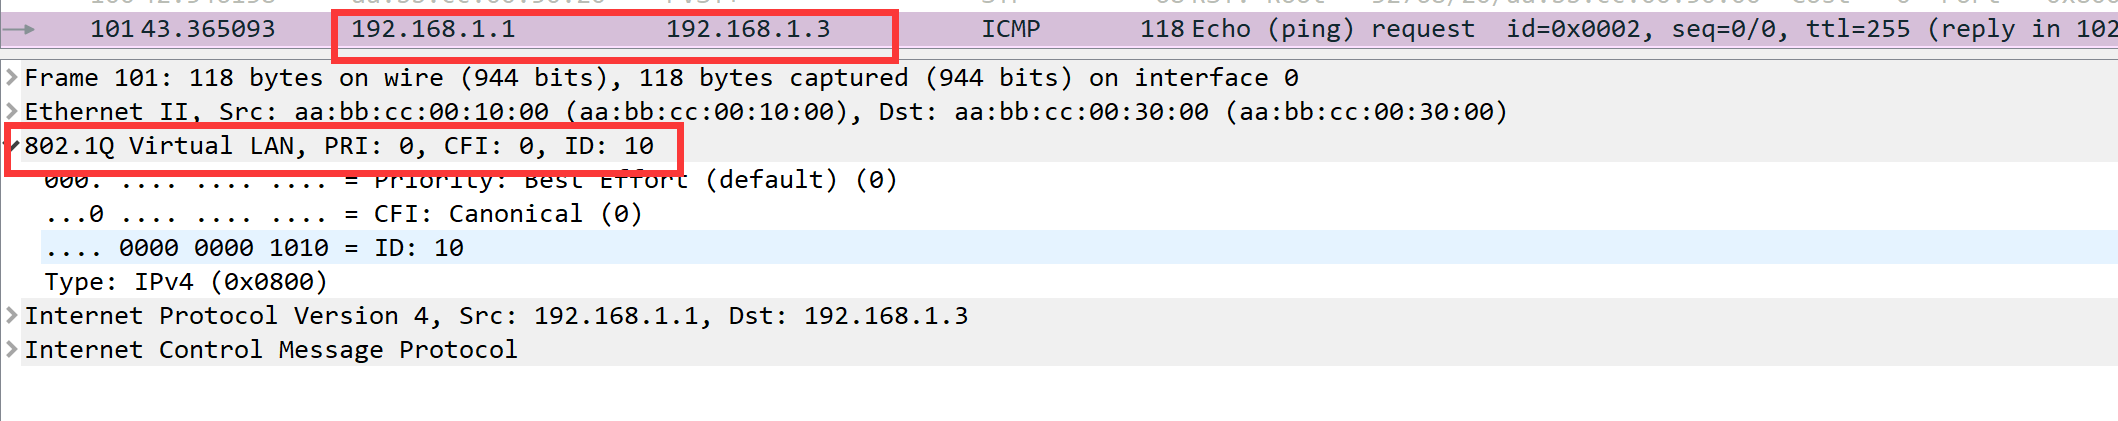 101 43.365093 192.168.1.1 192.168.1.3 ICMP 118 Echo (ping) request id=0x0002, seq=0/0, ttl=255 (reply in 102
Frame 101: 118 bytes on wire (944 bits), 118 bytes captured (944 bits) on interface 0
Ethernet II, Src: aa:bb:cc:00:10:00 (aa:bb:cc:00:10:00), Dst: aa:bb:cc:00:30:00 (aa:bb:cc:00:30:00)
802.1Q Virtual LAN, PRI: 0, CFI: 0, ID: 10
000. .... .... .... = Priority: Best Effort (default) (0)
...0 .... .... .... = CFI: Canonical (0)
.... 0000 0000 1010 = ID: 10
Type: IPv4 (0x0800)
Internet Protocol Version 4, Src: 192.168.1.1, Dst: 192.168.1.3
Internet Control Message Protocol